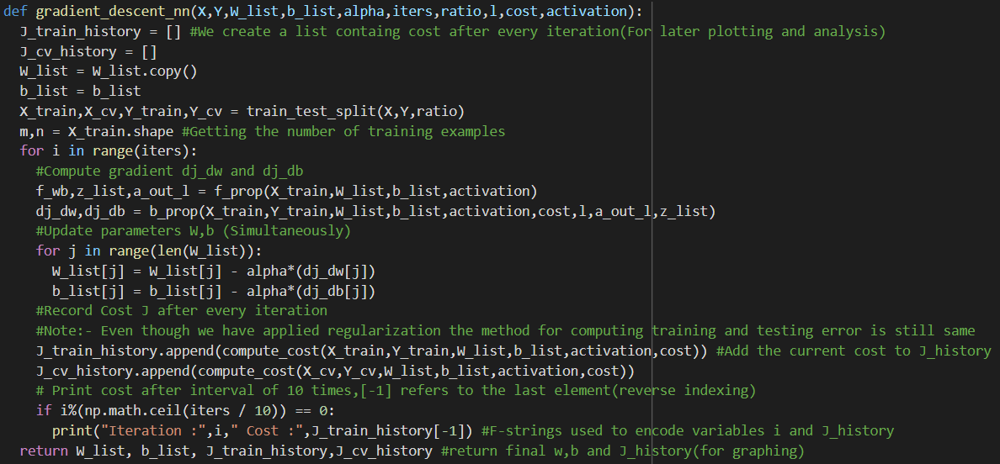 def gradient_descent_nn(X,Y,W_list,b_list,alpha,iters,ratio,l,cost,activation):
  J_train_history = [] #We create a list containg cost after every iteration(For later plotting and analysis)
  J_cv_history = []
  W_list = W_list.copy()
  b_list = b_list
  X_train,X_cv,Y_train,Y_cv = train_test_split(X,Y,ratio)
  m,n = X_train.shape #Getting the number of training examples
  for i in range(iters):
    #Compute gradient dj_dw and dj_db
    f_wb,z_list,a_out_l = f_prop(X_train,W_list,b_list,activation)
    dj_dw,dj_db = b_prop(X_train,Y_train,W_list,b_list,activation,cost,l,a_out_l,z_list)
    #Update parameters W,b (Simultaneously)
    for j in range(len(W_list)):
      W_list[j] = W_list[j] - alpha*(dj_dw[j])
      b_list[j] = b_list[j] - alpha*(dj_db[j])
    #Record Cost J after every iteration
    #Note:- Even though we have applied regularization the method for computing training and testing error is still same
    J_train_history.append(compute_cost(X_train,Y_train,W_list,b_list,activation,cost)) #Add the current cost to J_history
    J_cv_history.append(compute_cost(X_cv,Y_cv,W_list,b_list,activation,cost))
    # Print cost after interval of 10 times,[-1] refers to the last element(reverse indexing)
    if i%(np.math.ceil(iters / 10)) == 0:
      print("Iteration :",i," Cost :",J_train_history[-1]) #F-strings used to encode variables i and J_history
  return W_list, b_list, J_train_history,J_cv_history #return final w,b and J_history(for graphing)